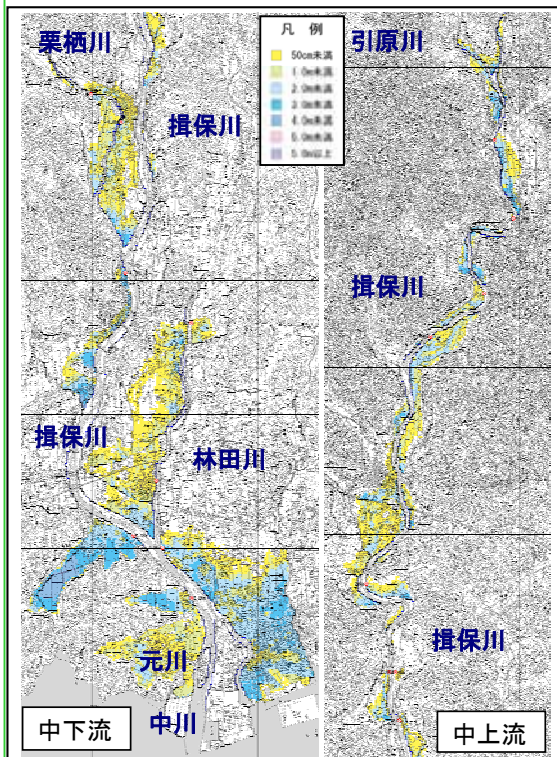 栗栖川
揖保川
揖保川
林田川
元川
中川
中下流
凡 例
50cm未満
1.0m未満
2.0m未満
3.0m未満
4.0m未満
5.0m未満
5.0m以上
引原川
揖保川
揖保川
中上流